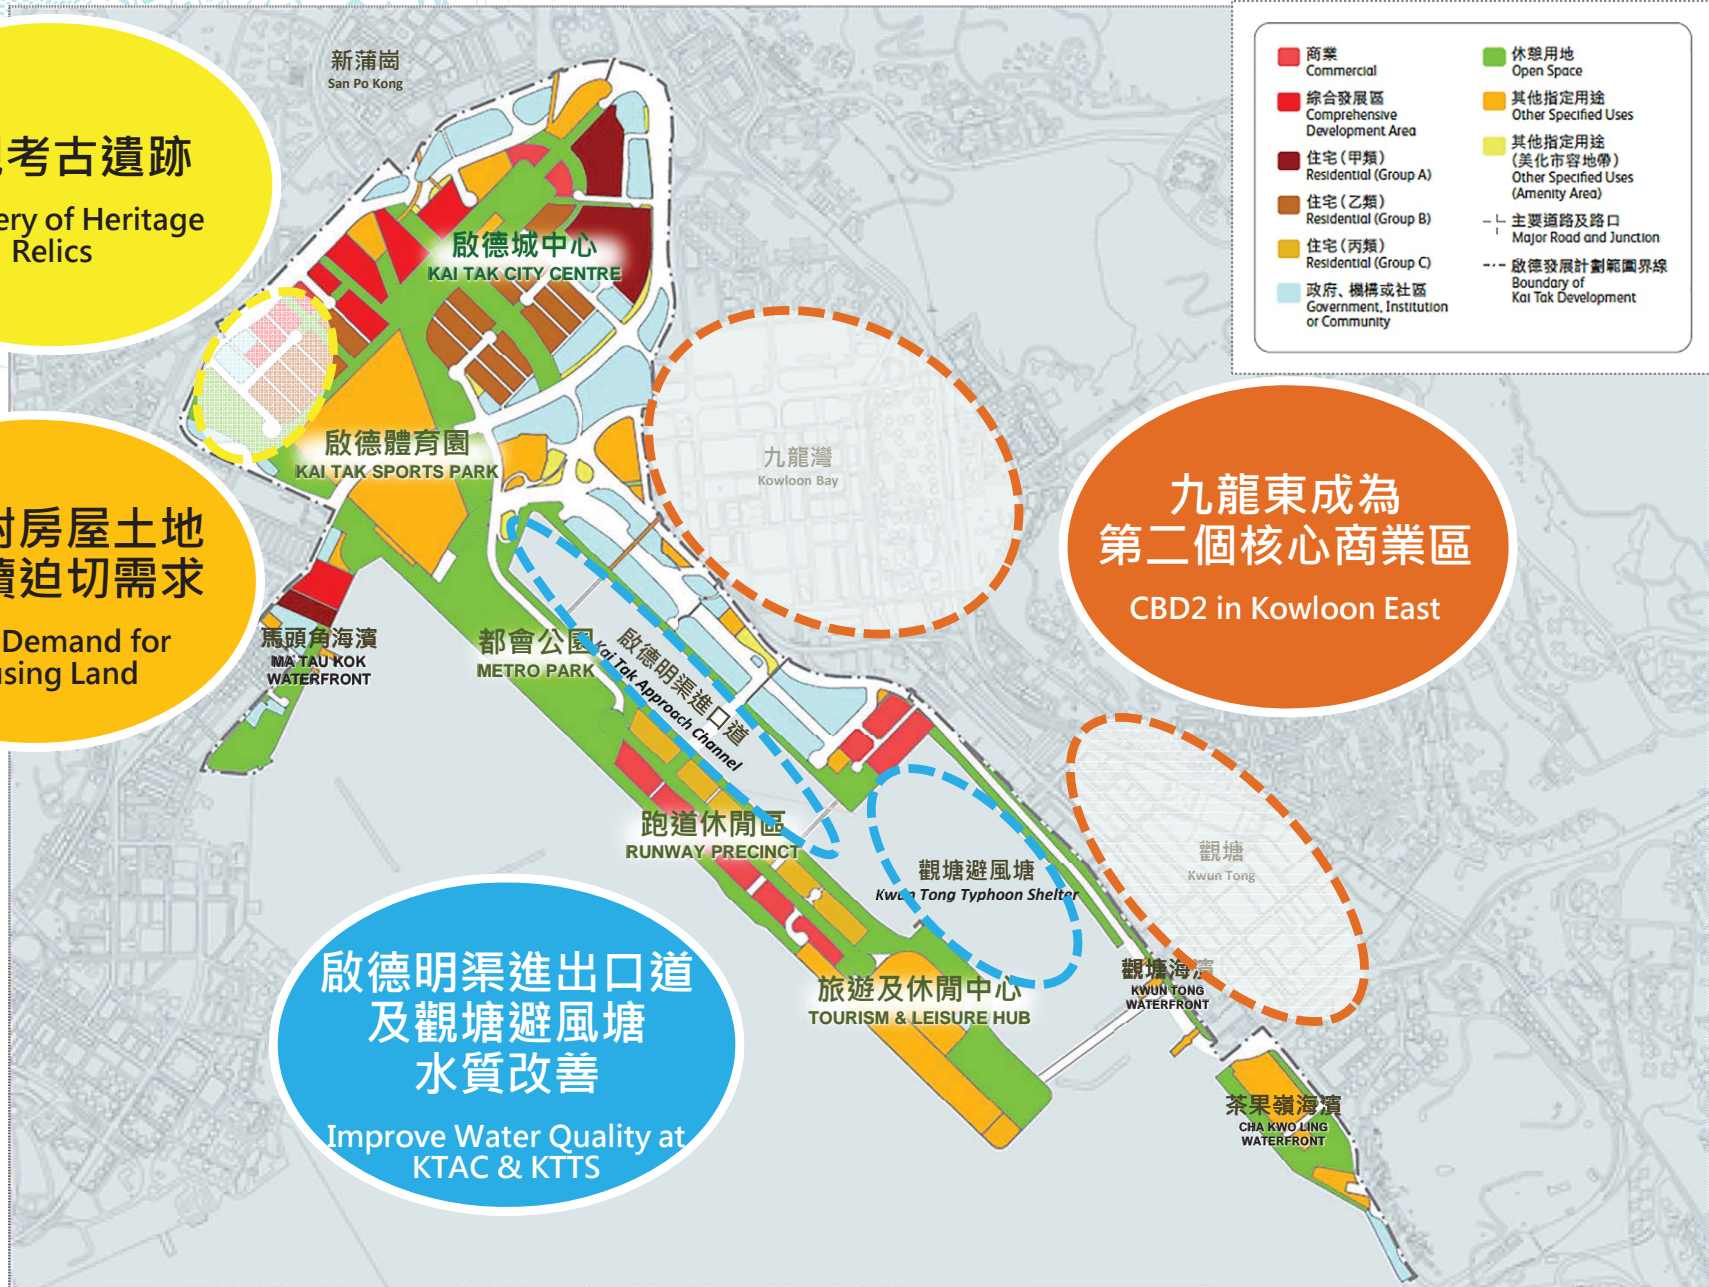 新蒲崗
San Po Kong
考古遺跡
ery of Heritage
Relics
房屋土地
迫切需求
Demand for
sing Land
商業
Commercial
綜合發展區
Comprehensive
Development Area
住宅(甲類)
Residential (Group A)
住宅(乙類)
Residential (Group B)
住宅(丙類)
Residential (Group C)
政府、機構或社區
Government, Institution
or Community
休憩用地
Open Space
其他指定用途
Other Specified Uses
其他指定用途
(美化市容地帶)
Other Specified Uses
(Amenity Area)
主要道路及路口
Major Road and Junction
啟德發展計劃範圍界線
Boundary of
Kai Tak Development
啟德城中心
KAI TAK CITY CENTRE
啟德體育園
KAI TAK SPORTS PARK
九龍灣
Kowloon Bay
九龍東成為
第二個核心商業區
CBD2 in Kowloon East
馬頭角海濱
MA TAU KOK
WATERFRONT
都會公園
METRO PARK
啟德明渠進口道
Kai Tak Approach Channel
跑道休閒區
RUNWAY PRECINCT
觀塘避風塘
Kwun Tong Typhoon Shelter
觀塘
Kwun Tong
觀塘海濱
KWUN TONG
WATERFRONT
旅遊及休閒中心
TOURISM & LEISURE HUB
啟德明渠進出口道
及觀塘避風塘
水質改善
Improve Water Quality at
KTAC & KTTS
茶果嶺海濱
CHA KWO LING
WATERFRONT